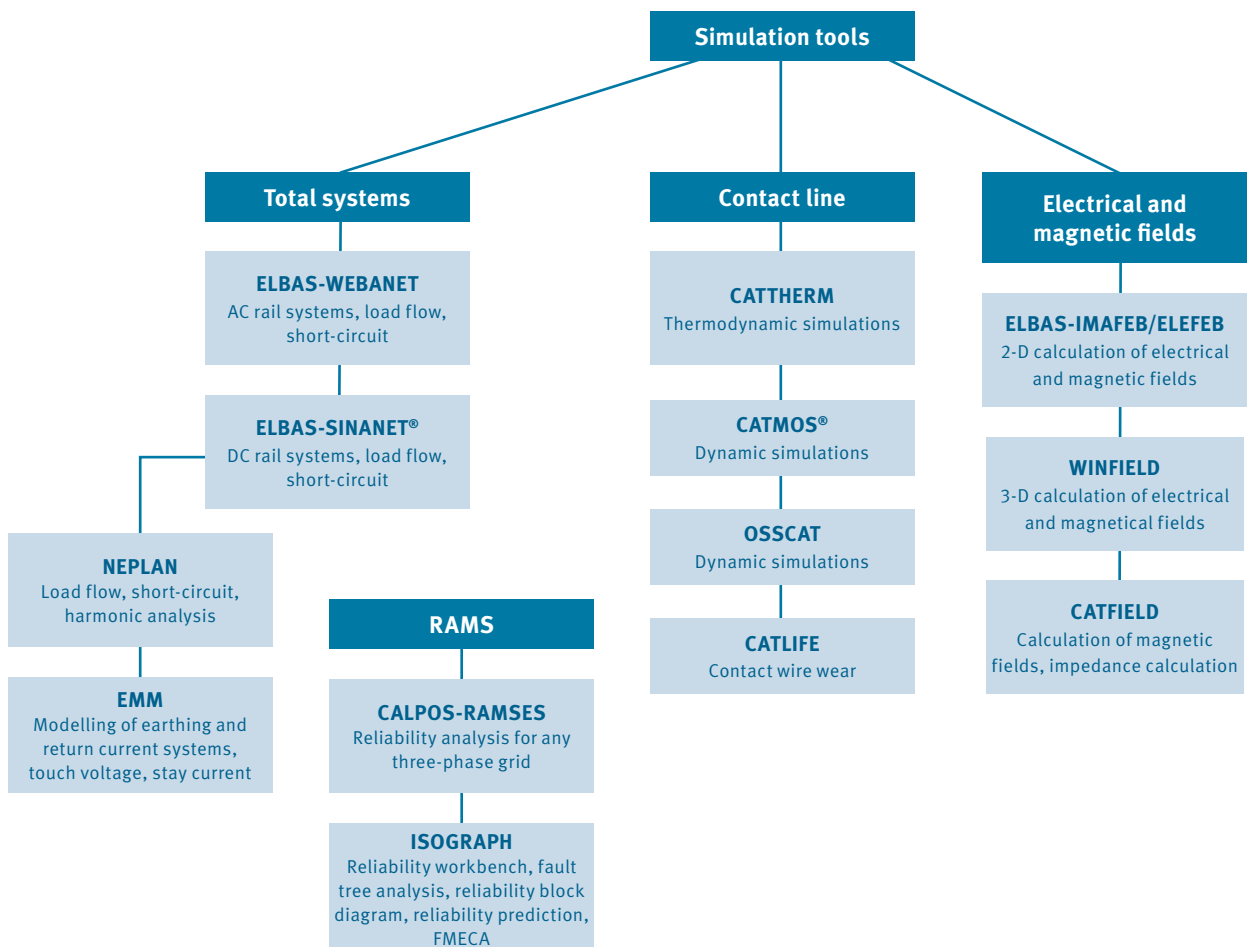 Simulation tools
Total systems
ELBAS-WEBANET
AC rail systems, load flow,
short-circuit
ELBAS-SINANET®
DC rail systems, load flow,
short-circuit
NEPLAN
Load flow, short-circuit,
harmonic analysis
EMM
Modelling of earthing and
return current systems,
touch voltage, stay current
RAMS
CALPOS-RAMSES
Reliability analysis for any
three-phase grid
ISOGRAPH
Reliability workbench, fault
tree analysis, reliability block
diagram, reliability prediction,
FMECA
Contact line
CATTHERM
Thermodynamic simulations
CATMOS®
Dynamic simulations
OSSCAT
Dynamic simulations
CATLIFE
Contact wire wear
Electrical and
magnetic fields
ELBAS-IMAFEB/ELEFEB
2-D calculation of electrical
and magnetic fields
WINFIELD
3-D calculation of electrical
and magnetical fields
CATFIELD
Calculation of magnetic
fields, impedance calculation